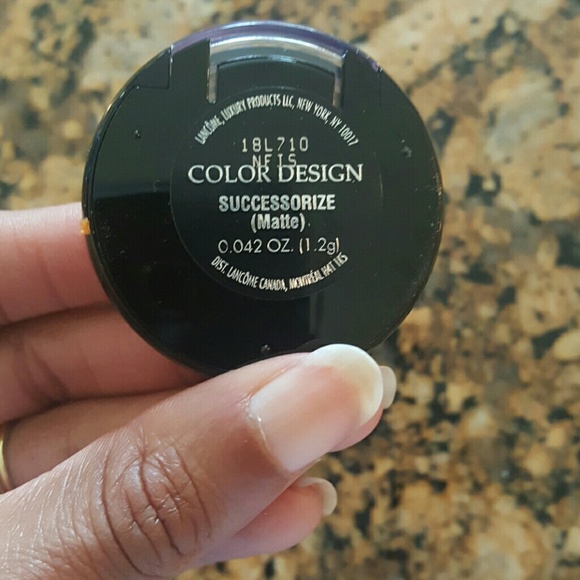 LANCÔME, LUXURY PRODUCTS LLC, NEW YORK, NY 10017
18L710
NFTS
COLOR DESIGN
SUCCESSORIZE
(Matte)
0.042 OZ. (1.2g)
DIST. LANCÔME CANADA, MONTRÉAL H4T 1K5